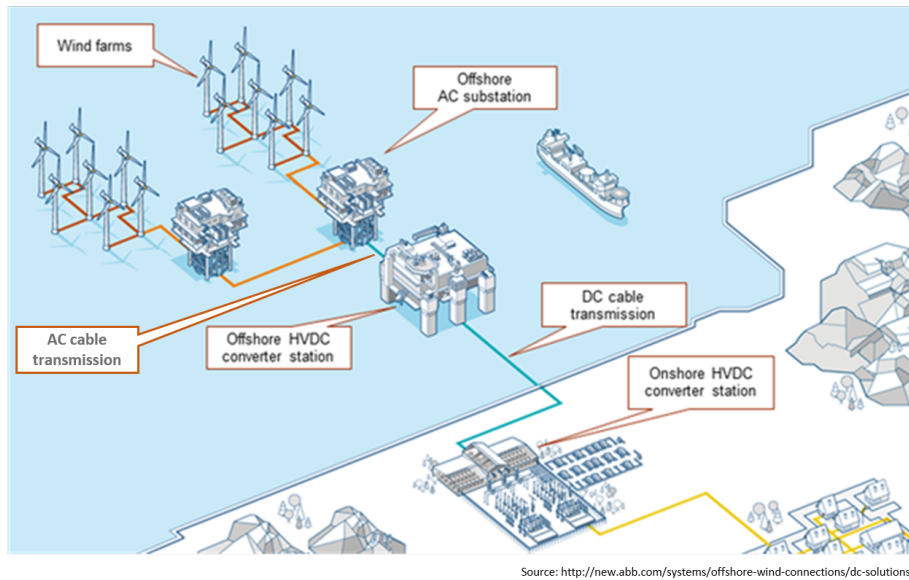 Wind farms
Offshore
AC substation
AC cable
transmission
Offshore HVDC
converter station
DC cable
transmission
Onshore HVDC
converter station
Source: http://new.abb.com/systems/offshore-wind-connections/dc-solutions